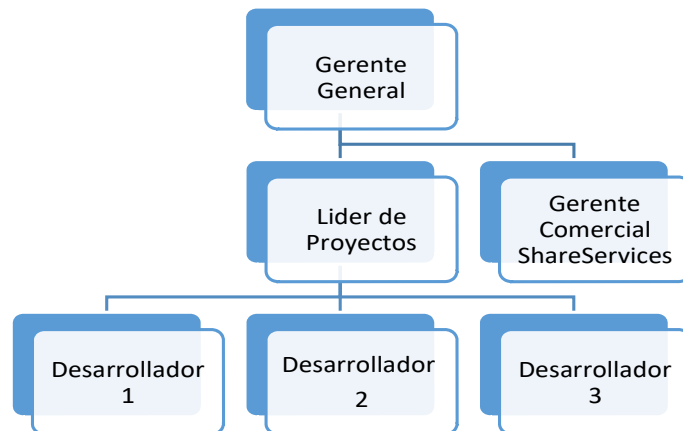 Gerente
General
Lider de
Proyectos
Gerente
Comercial
ShareServices
Desarrollador
1
Desarrollador
2
Desarrollador
3